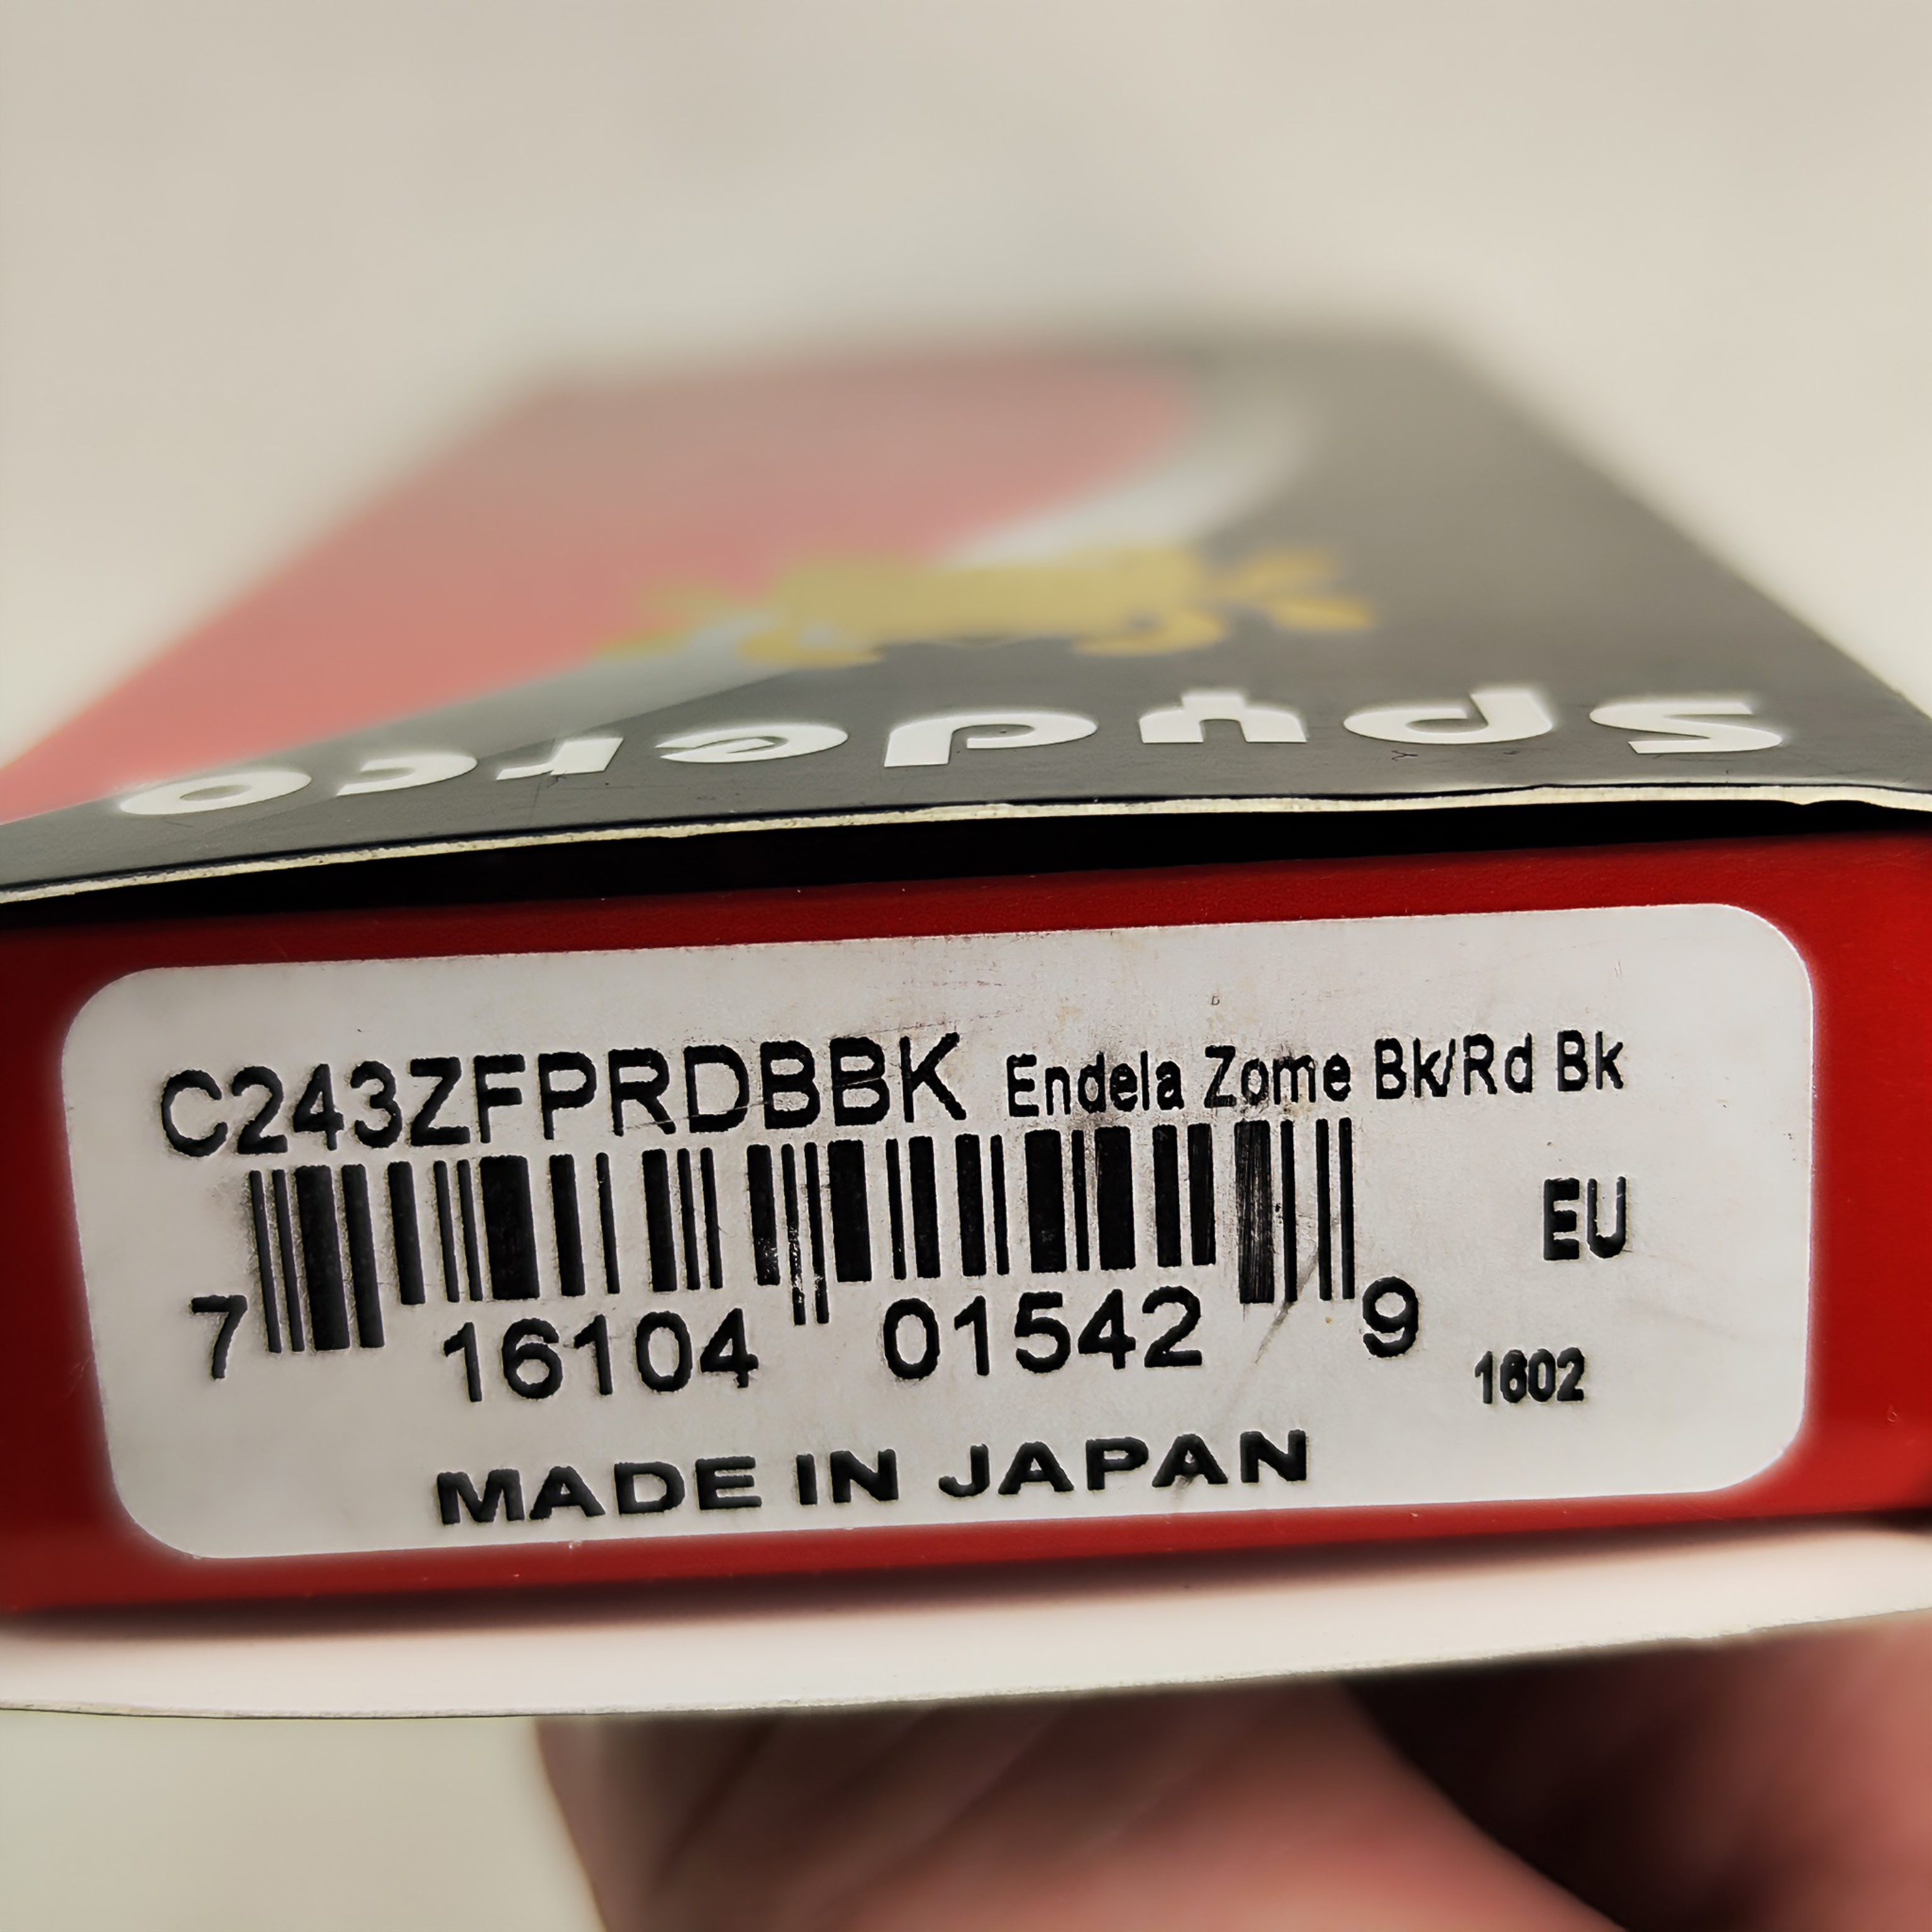 Spyderco
C243ZFPRDBBK Endela Zome Bk/Rd Bk
EU
7 16104 01542 9
1602
MADE IN JAPAN